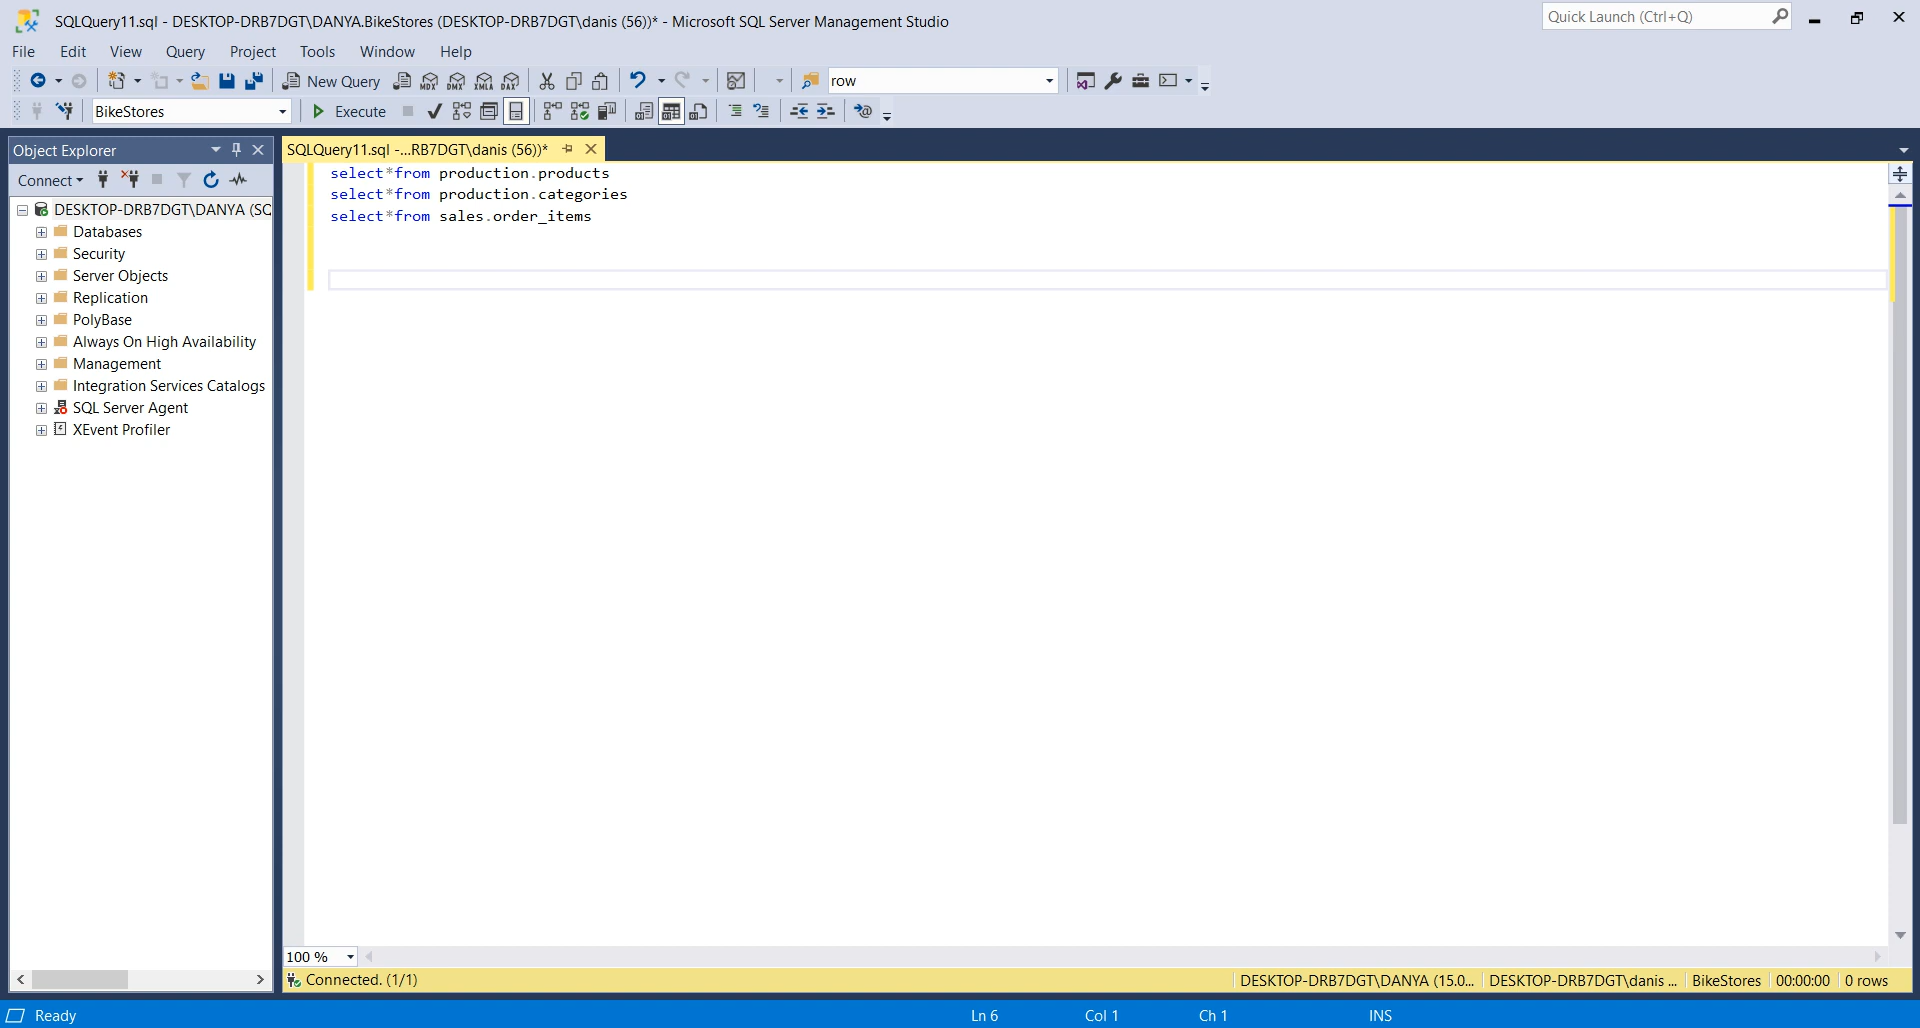 SQLQuery11.sql - DESKTOP-DRB7DGT\DANYA.BikeStores (DESKTOP-DRB7DGT\danis (56))* - Microsoft SQL Server Management Studio
Quick Launch (Ctrl+Q)
File Edit View Query Project Tools Window Help
New Query MDX DMX XMLA DAX row
BikeStores Execute
Object Explorer
SQLQuery11.sql -...RB7DGT\danis (56))*
Connect
DESKTOP-DRB7DGT\DANYA (SQ
Databases
Security
Server Objects
Replication
PolyBase
Always On High Availability
Management
Integration Services Catalogs
SQL Server Agent
XEvent Profiler
select*from production.products
select*from production.categories
select*from sales.order_items
100 %
Connected. (1/1) DESKTOP-DRB7DGT\DANYA (15.0... DESKTOP-DRB7DGT\danis ... BikeStores 00:00:00 0 rows
Ready Ln 6 Col 1 Ch 1 INS